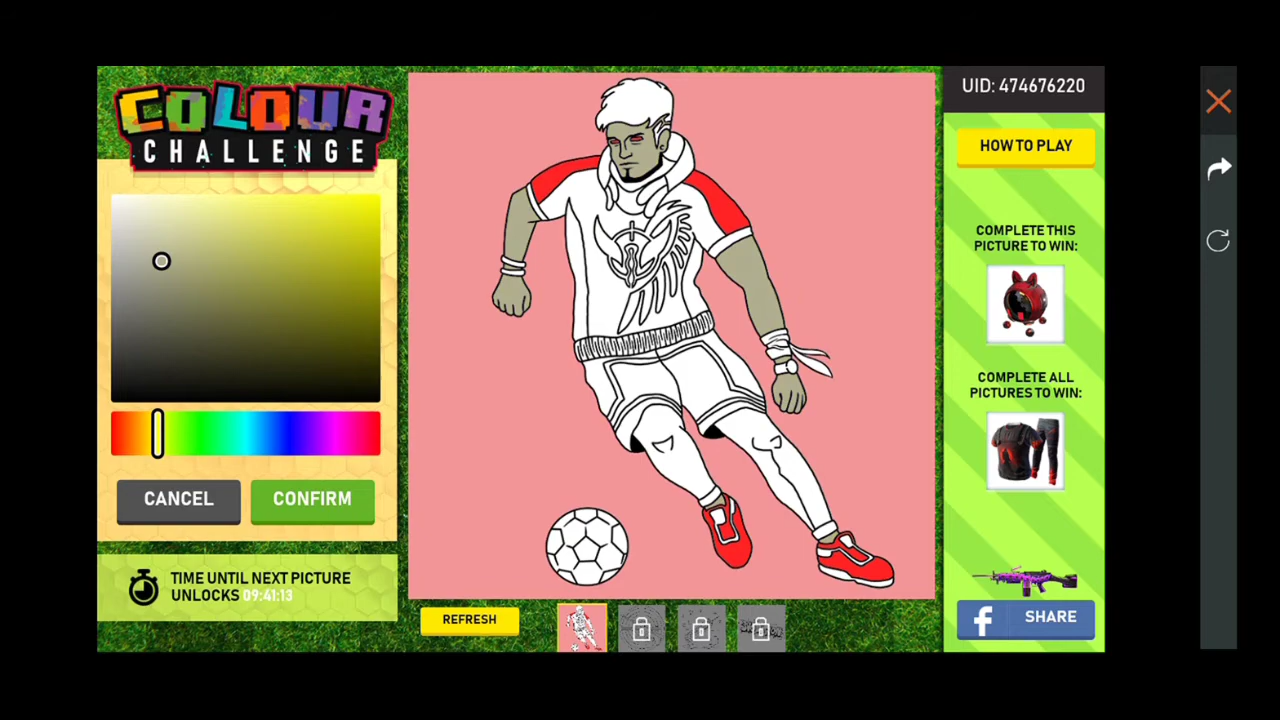 COLOUR
CHALLENGE
CANCEL
CONFIRM
TIME UNTIL NEXT PICTURE
UNLOCKS 09:41:13
REFRESH
UID: 474676220
HOW TO PLAY
COMPLETE THIS
PICTURE TO WIN:
COMPLETE ALL
PICTURES TO WIN:
f SHARE